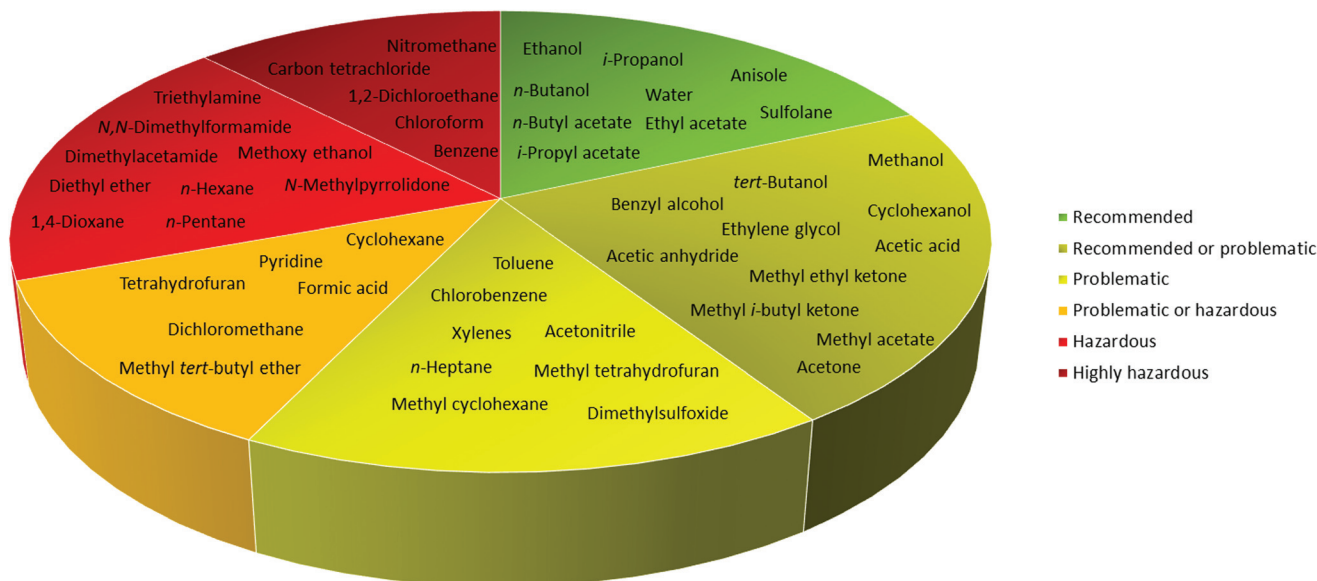 Nitromethane
Carbon tetrachloride
1,2-Dichloroethane
Chloroform
Benzene
Ethanol
i-Propanol
Anisole
n-Butanol
Water
Sulfolane
n-Butyl acetate
Ethyl acetate
i-Propyl acetate
Methanol
tert-Butanol
Benzyl alcohol
Cyclohexanol
Ethylene glycol
Acetic acid
Acetic anhydride
Methyl ethyl ketone
Methyl i-butyl ketone
Methyl acetate
Acetone
Toluene
Chlorobenzene
Xylenes
Acetonitrile
n-Heptane
Methyl tetrahydrofuran
Methyl cyclohexane
Dimethylsulfoxide
Cyclohexane
Pyridine
Tetrahydrofuran
Formic acid
Dichloromethane
Methyl tert-butyl ether
Triethylamine
N,N-Dimethylformamide
Dimethylacetamide
Methoxy ethanol
Diethyl ether
n-Hexane
N-Methylpyrrolidone
1,4-Dioxane
n-Pentane
Recommended
Recommended or problematic
Problematic
Problematic or hazardous
Hazardous
Highly hazardous